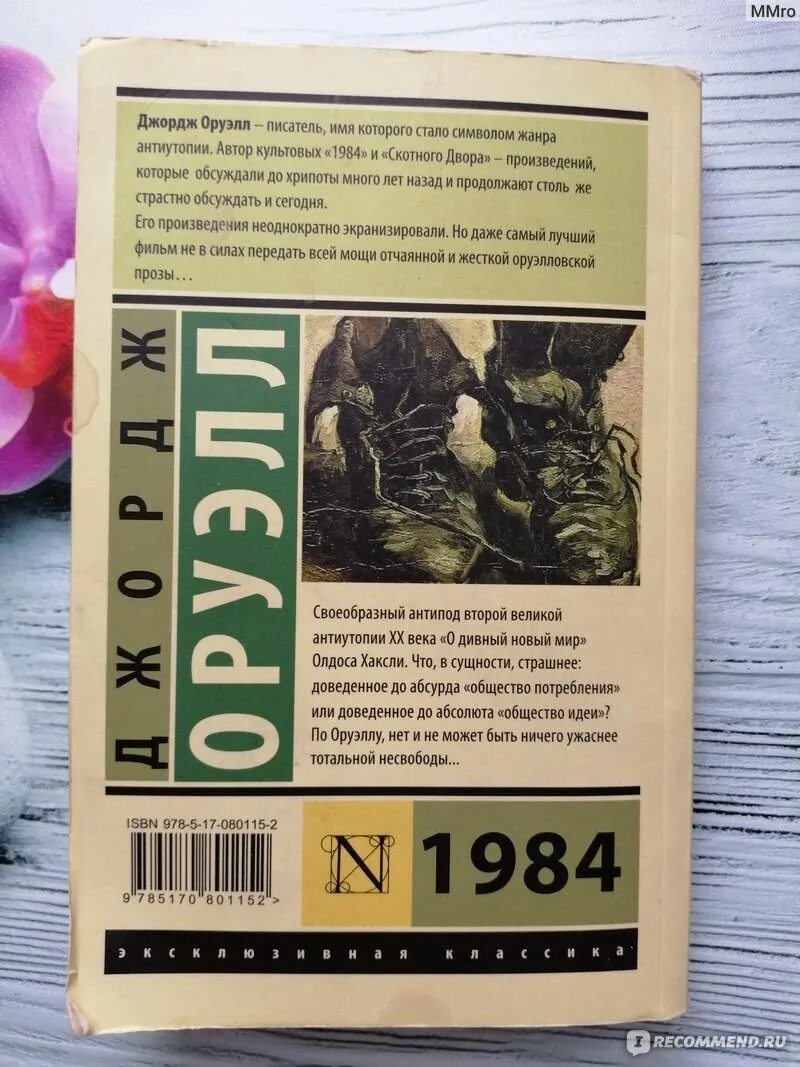 MMro
Джордж Оруэлл – писатель, имя которого стало символом жанра
антиутопии. Автор культовых «1984» и «Скотного Двора» – произведений,
которые обсуждали до хрипоты много лет назад и продолжают столь же
страстно обсуждать и сегодня.
Его произведения неоднократно экранизировали. Но даже самый лучший
фильм не в силах передать всей мощи отчаянной и жесткой оруэлловской
прозы...
ДЖОРДЖ
ОРУЭЛЛ
Своеобразный антипод второй великой
антиутопии XX века «О дивный новый мир»
Олдоса Хаксли. Что, в сущности, страшнее:
доведенное до абсурда «общество потребления»
или доведенное до абсолюта «общество идеи»?
По Оруэллу, нет и не может быть ничего ужаснее
тотальной несвободы...
ISBN 978-5-17-080115-2
9 785170 801152 >
N
1984
эксклюзивная классика
IRECOMMEND.RU